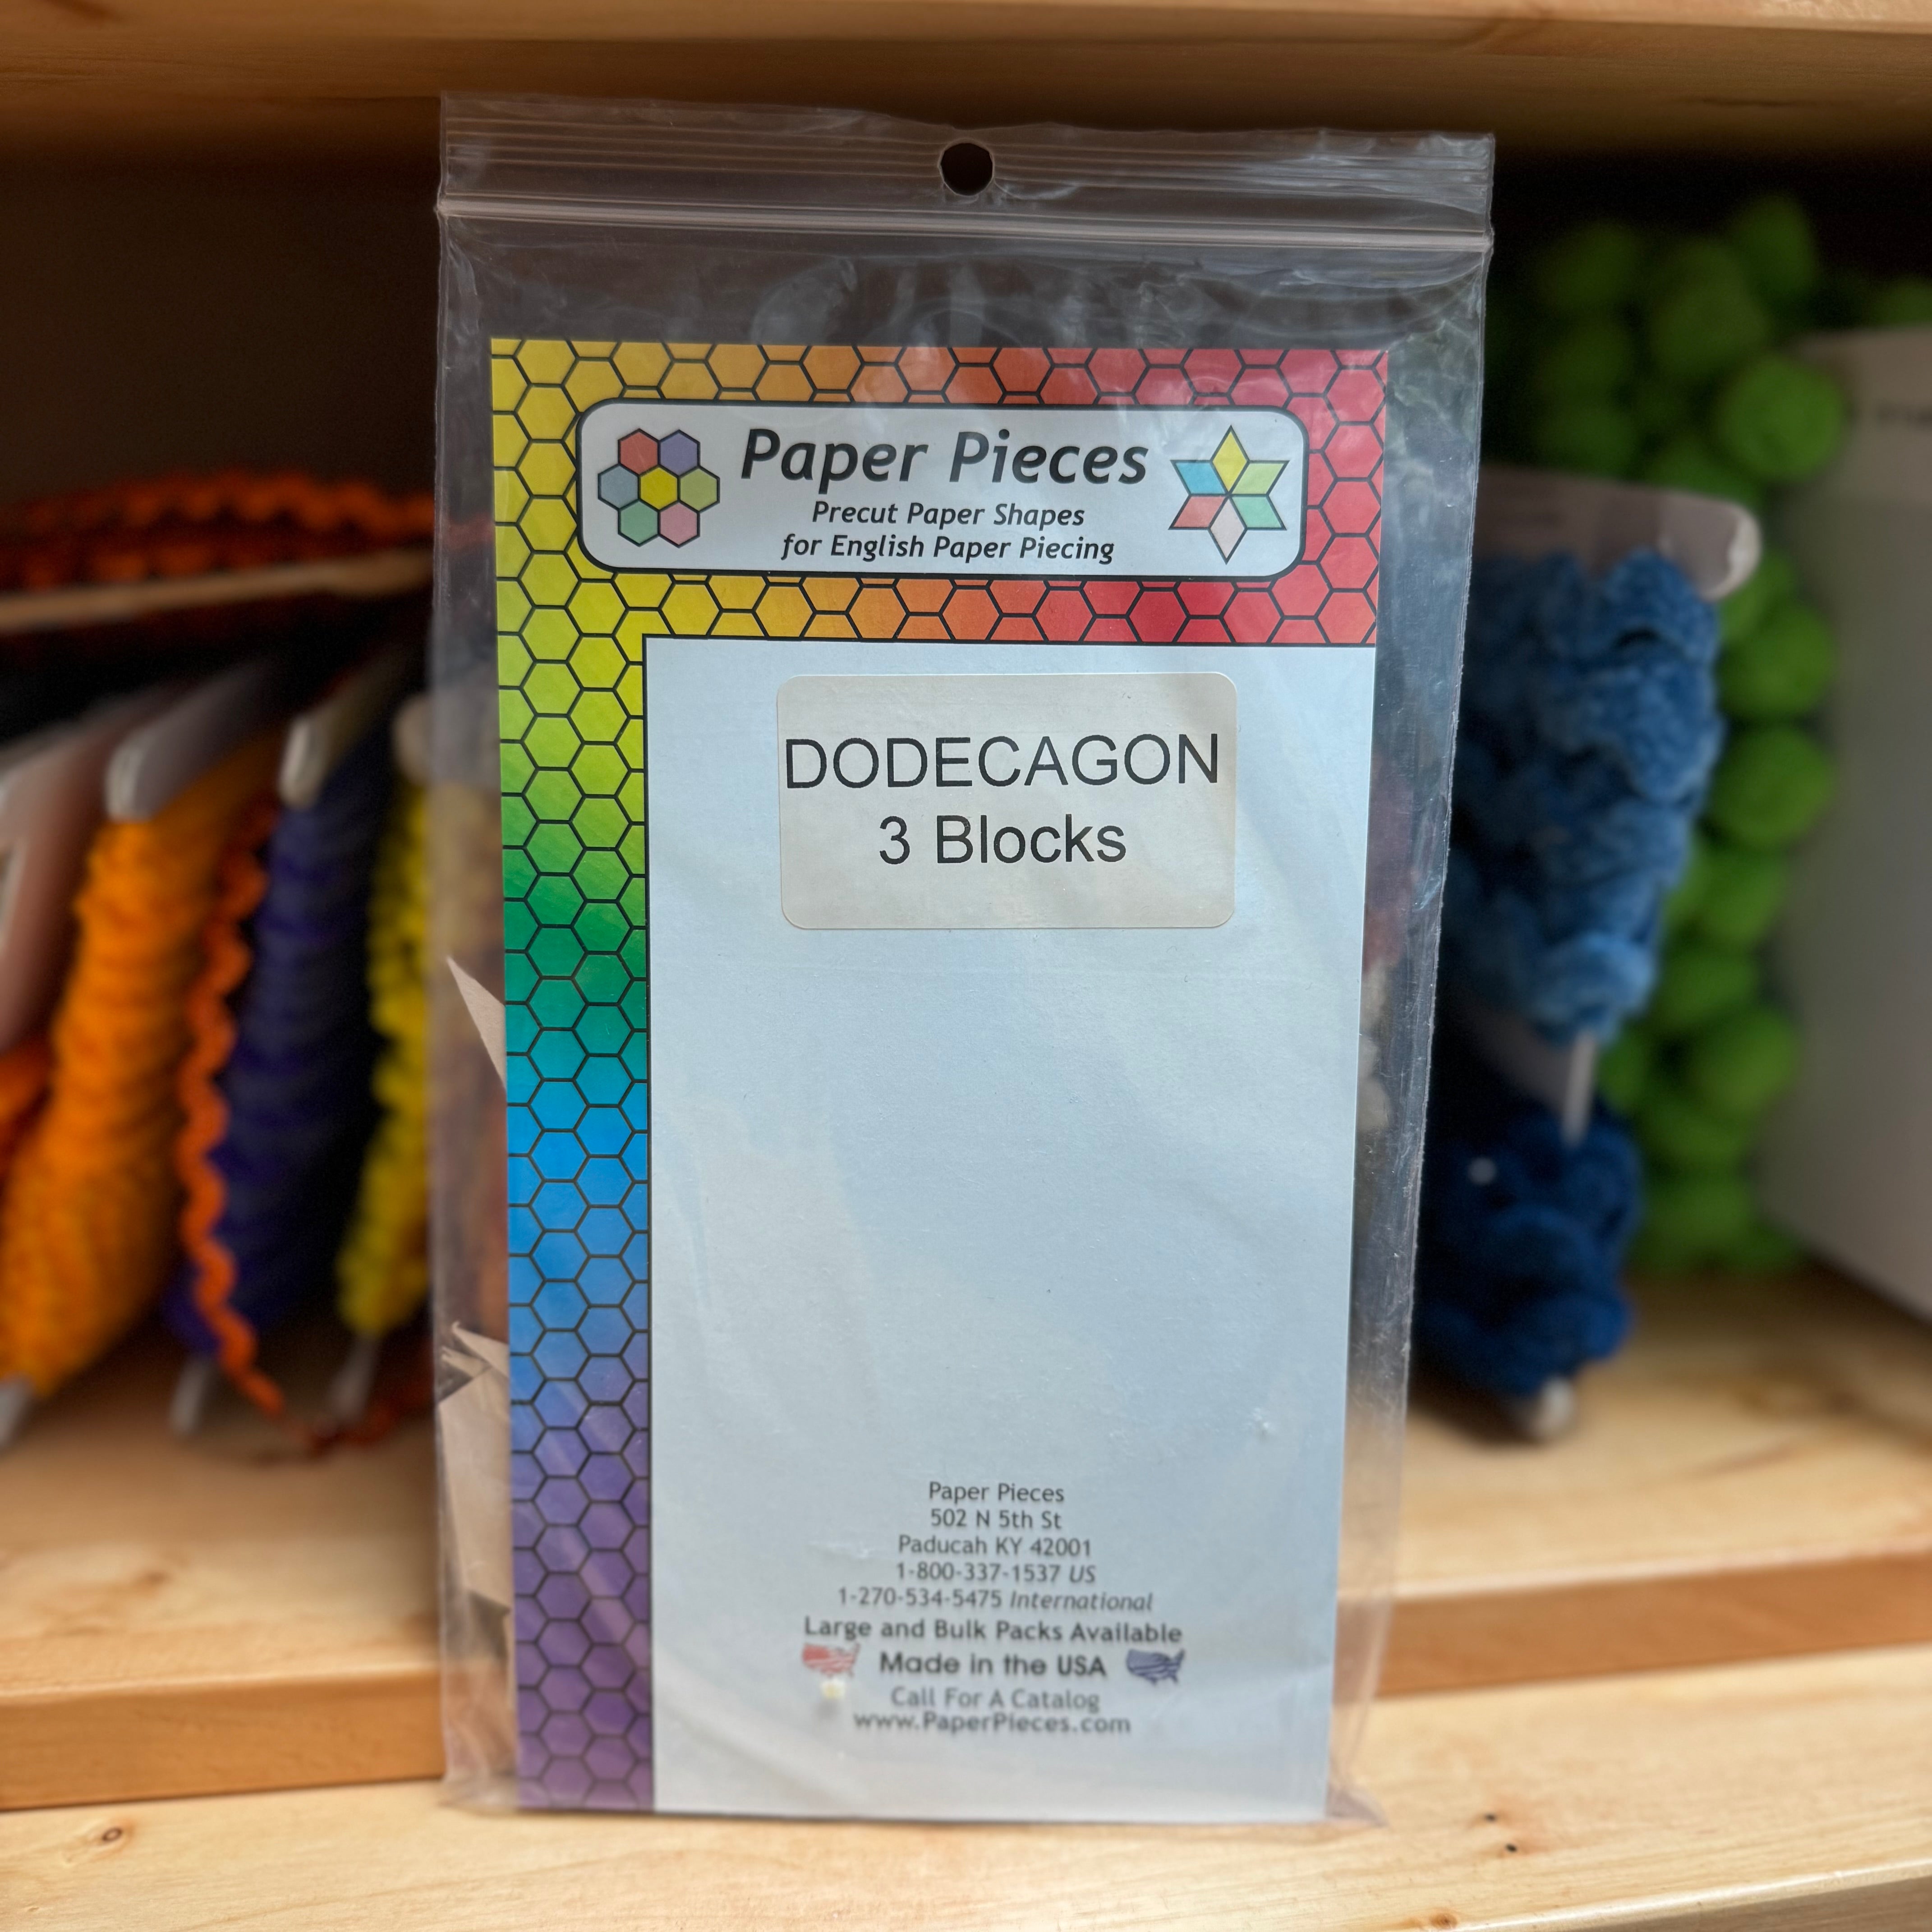 Paper Pieces
Precut Paper Shapes
for English Paper Piecing
DODECAGON
3 Blocks
Paper Pieces
502 N 5th St
Paducah KY 42001
1-800-337-1537 US
1-270-534-5475 International
Large and Bulk Packs Available
Made in the USA
Call For A Catalog
www.PaperPieces.com